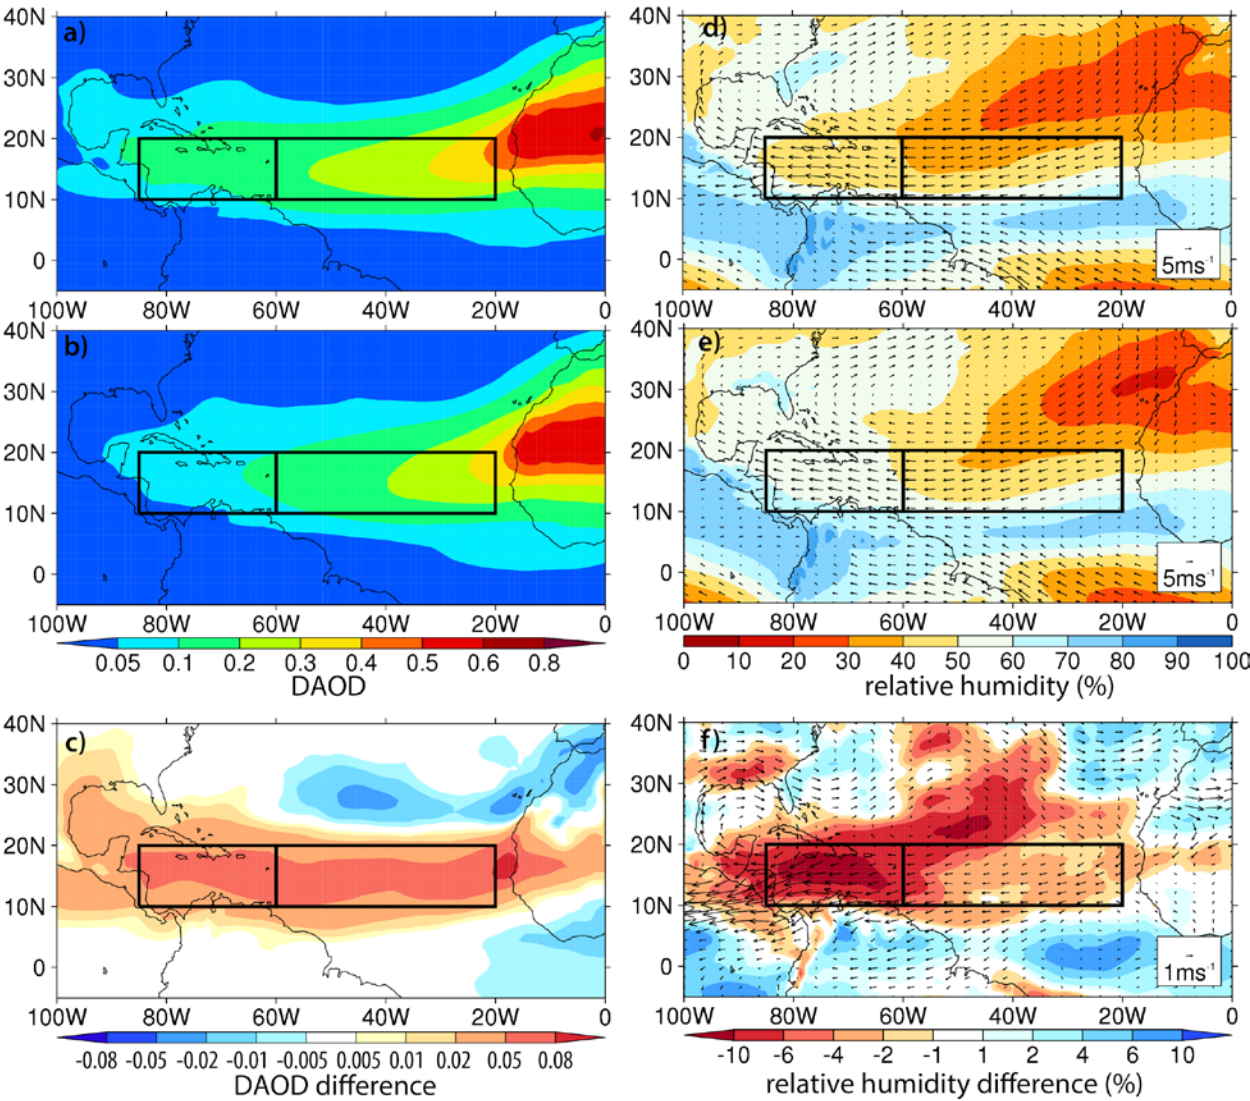 a)
40N
30N
20N
10N
0
100W 80W 60W 40W 20W 0
d)
40N
30N
20N
10N
0
5ms-1
100W 80W 60W 40W 20W 0
b)
40N
30N
20N
10N
0
100W 80W 60W 40W 20W 0
0.05 0.1 0.2 0.3 0.4 0.5 0.6 0.8
DAOD
e)
40N
30N
20N
10N
0
5ms-1
100W 80W 60W 40W 20W 0
0 10 20 30 40 50 60 70 80 90 100
relative humidity (%)
c)
40N
30N
20N
10N
0
100W 80W 60W 40W 20W 0
-0.08 -0.05 -0.02 -0.01 -0.005 0.005 0.01 0.02 0.05 0.08
DAOD difference
f)
40N
30N
20N
10N
0
1ms-1
100W 80W 60W 40W 20W 0
-10 -6 -4 -2 -1 1 2 4 6 10
relative humidity difference (%)